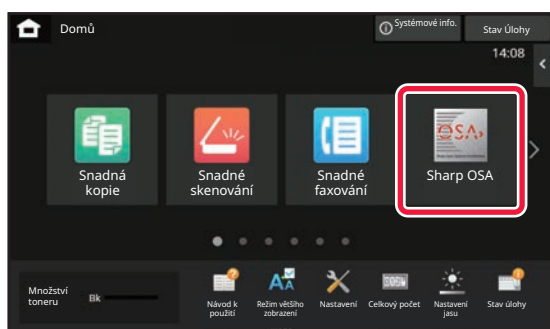 Domů
Systémové info.
Stav Úlohy
14:08
OSA
Snadná
kopie
Snadné
skenování
Snadné
faxování
Sharp OSA
Množství
toneru
Bk
Návod k
použití
Režim většího
zobrazení
Nastavení
Celkový počet
Nastavení
jasu
Stav úlohy